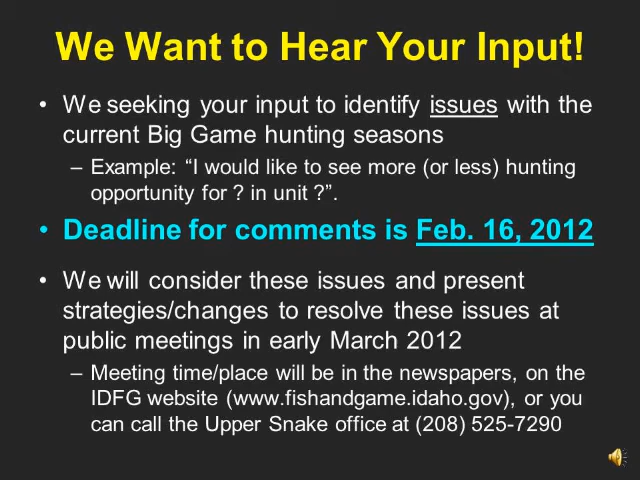 We Want to Hear Your Input!
• We seeking your input to identify issues with the
current Big Game hunting seasons
– Example: “I would like to see more (or less) hunting
opportunity for ? in unit ?”.
• Deadline for comments is Feb. 16, 2012
• We will consider these issues and present
strategies/changes to resolve these issues at
public meetings in early March 2012
– Meeting time/place will be in the newspapers, on the
IDFG website (www.fishandgame.idaho.gov), or you
can call the Upper Snake office at (208) 525-7290